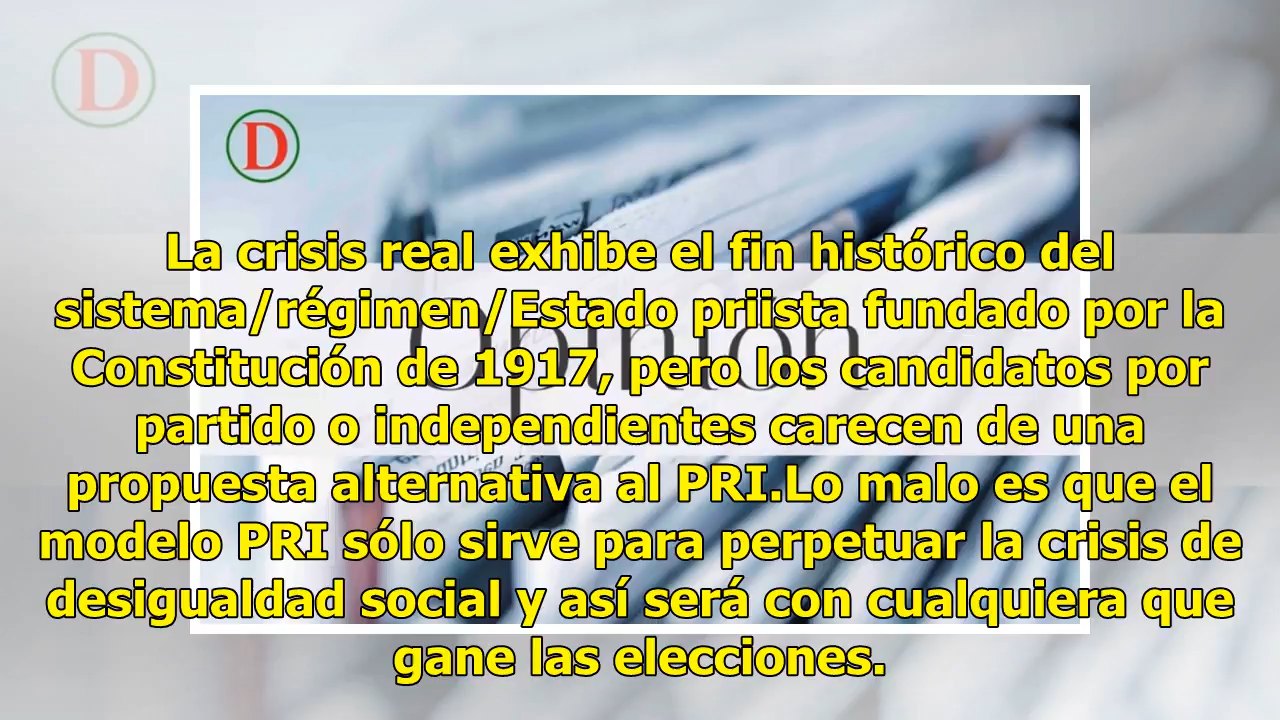 D
D
La crisis real exhibe el fin histórico del
sistema/régimen/Estado priista fundado por la
Opinión
Constitución de 1917, pero los candidatos por
partido o independientes carecen de una
propuesta alternativa al PRI.Lo malo es que el
modelo PRI sólo sirve para perpetuar la crisis de
desigualdad social y así será con cualquiera que
gane las elecciones.